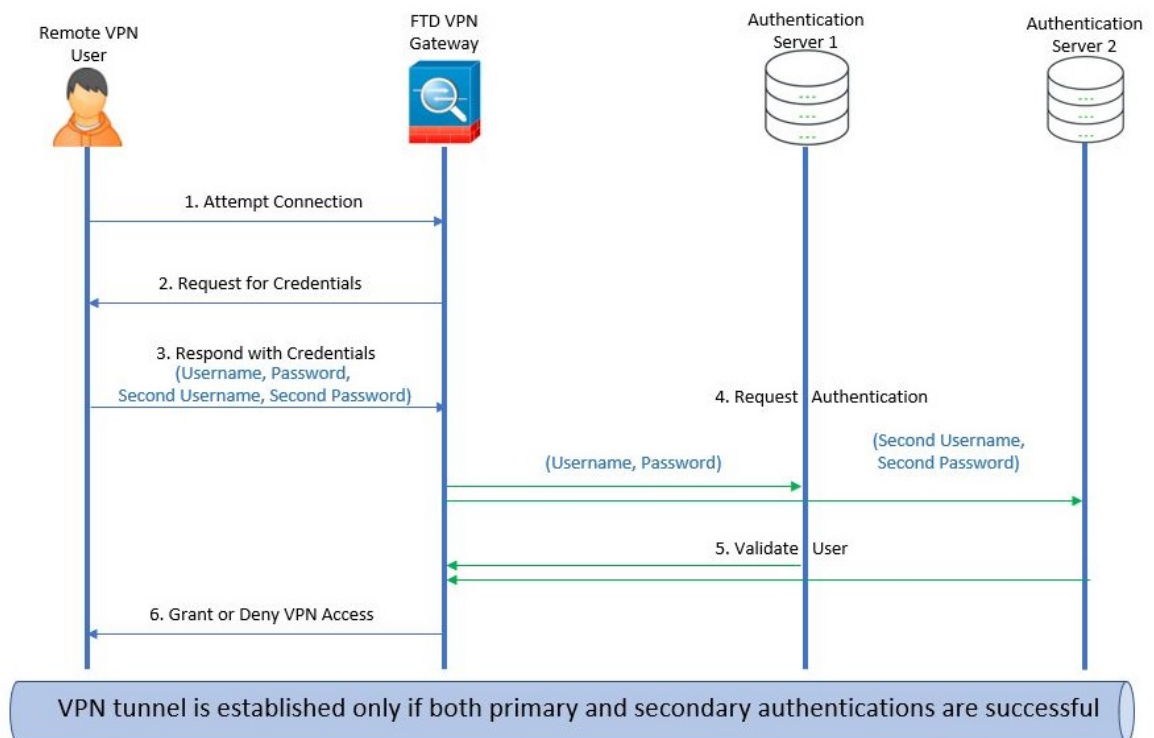 Remote VPN
User
FTD VPN
Gateway
Authentication
Server 1
Authentication
Server 2
1. Attempt Connection
2. Request for Credentials
3. Respond with Credentials
(Username, Password,
Second Username, Second Password)
4. Request Authentication
(Username, Password)
(Second Username,
Second Password)
5. Validate User
6. Grant or Deny VPN Access
VPN tunnel is established only if both primary and secondary authentications are successful